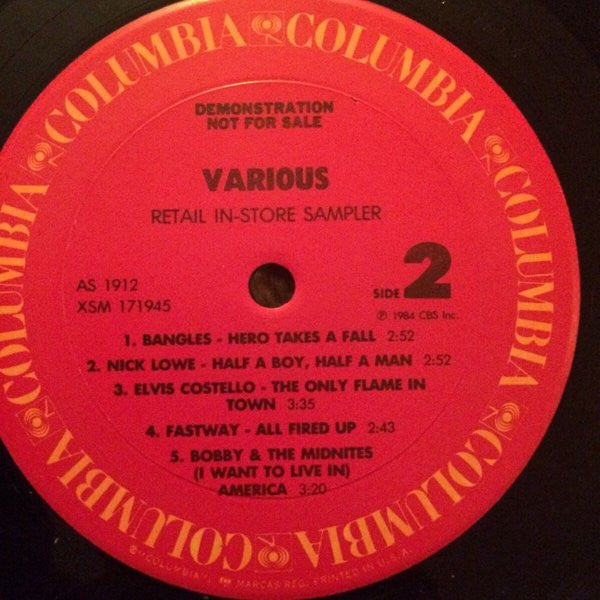 COLUMBIA COLUMBIA COLUMBIA COLUMBIA COLUMBIA COLUMBIA
DEMONSTRATION
NOT FOR SALE
VARIOUS
RETAIL IN-STORE SAMPLER
AS 1912
XSM 171945
SIDE 2
℗ 1984 CBS Inc.
1. BANGLES - HERO TAKES A FALL 2:52
2. NICK LOWE - HALF A BOY, HALF A MAN 2:52
3. ELVIS COSTELLO - THE ONLY FLAME IN
TOWN 3:35
4. FASTWAY - ALL FIRED UP 2:43
5. BOBBY & THE MIDNITES
(I WANT TO LIVE IN)
AMERICA 3:20
"COLUMBIA", MARCAS REG. PRINTED IN U.S.A.